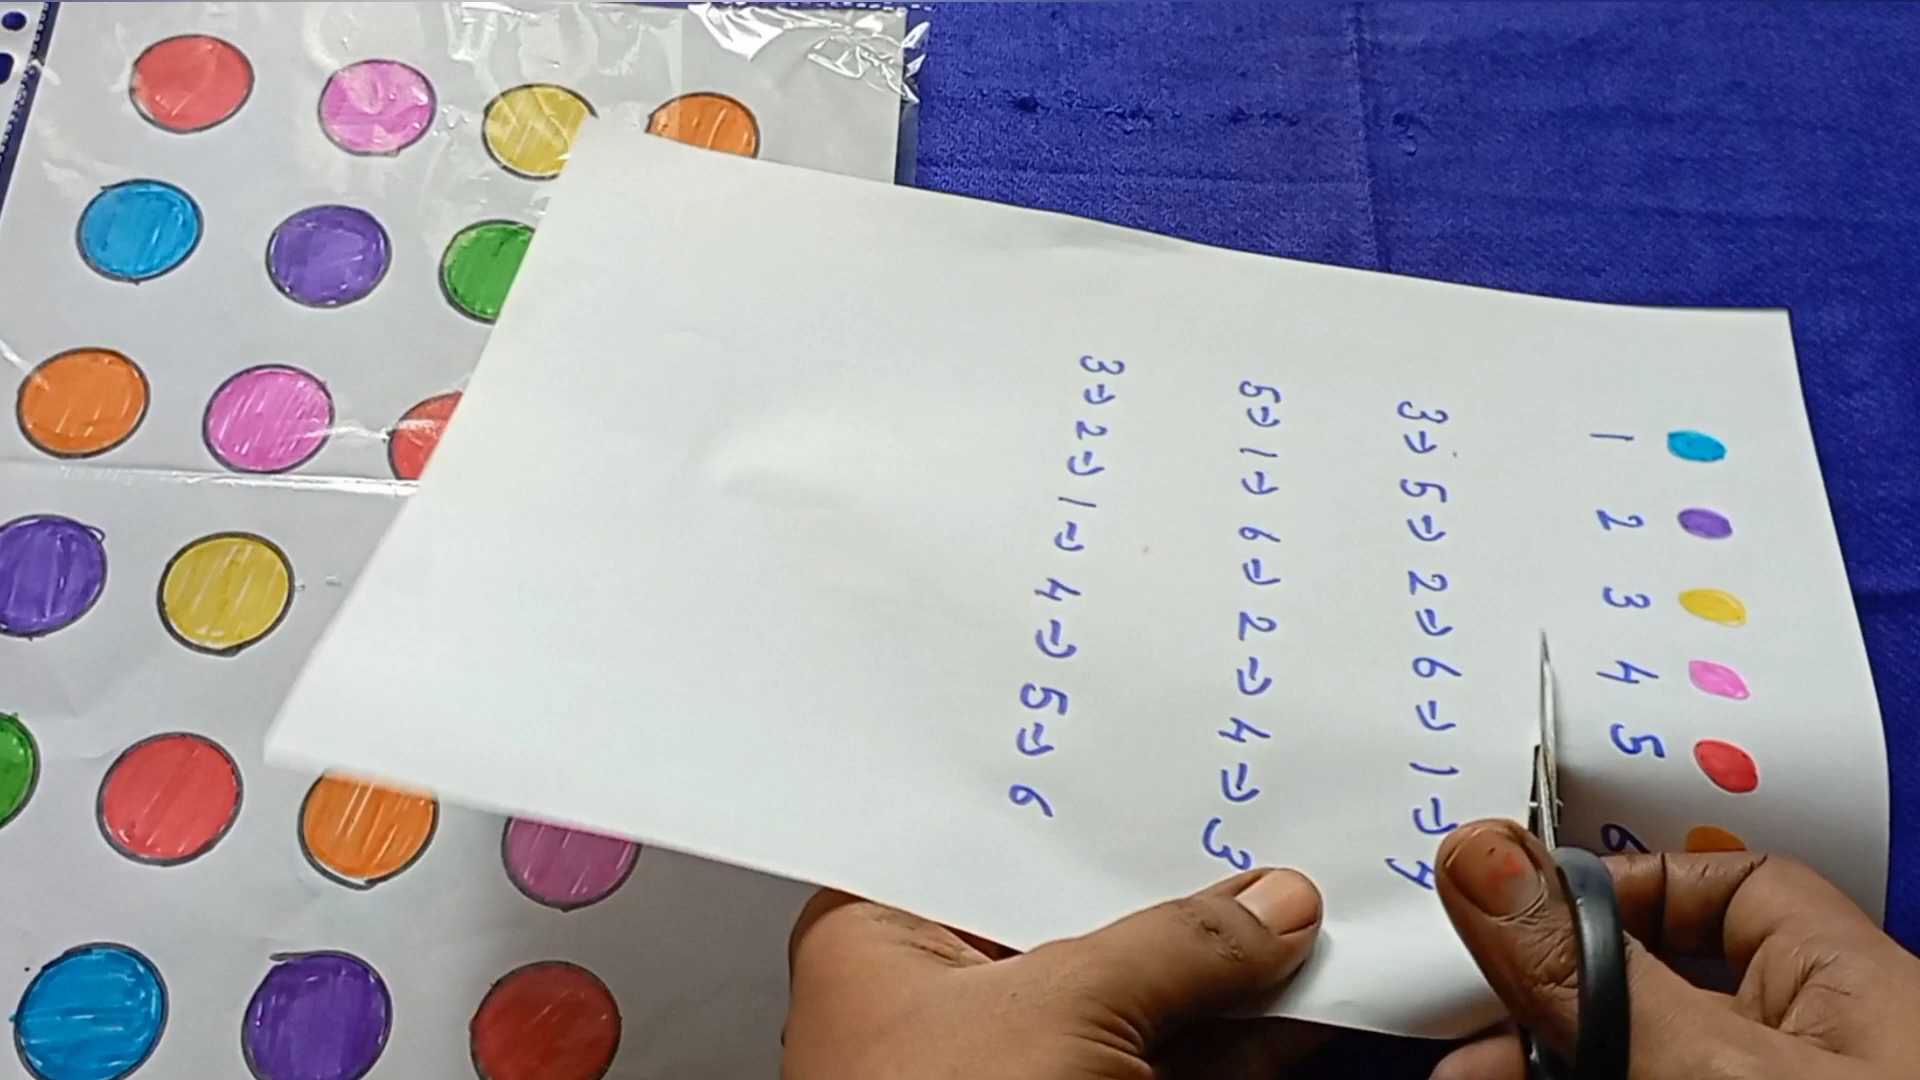 1 2 3 4 5 6
3⇒ 5⇒ 2⇒ 6⇒ 1⇒ 4
5⇒ 1⇒ 6⇒ 2⇒ 4⇒ 3
3⇒ 2⇒ 1⇒ 4⇒ 5⇒ 6